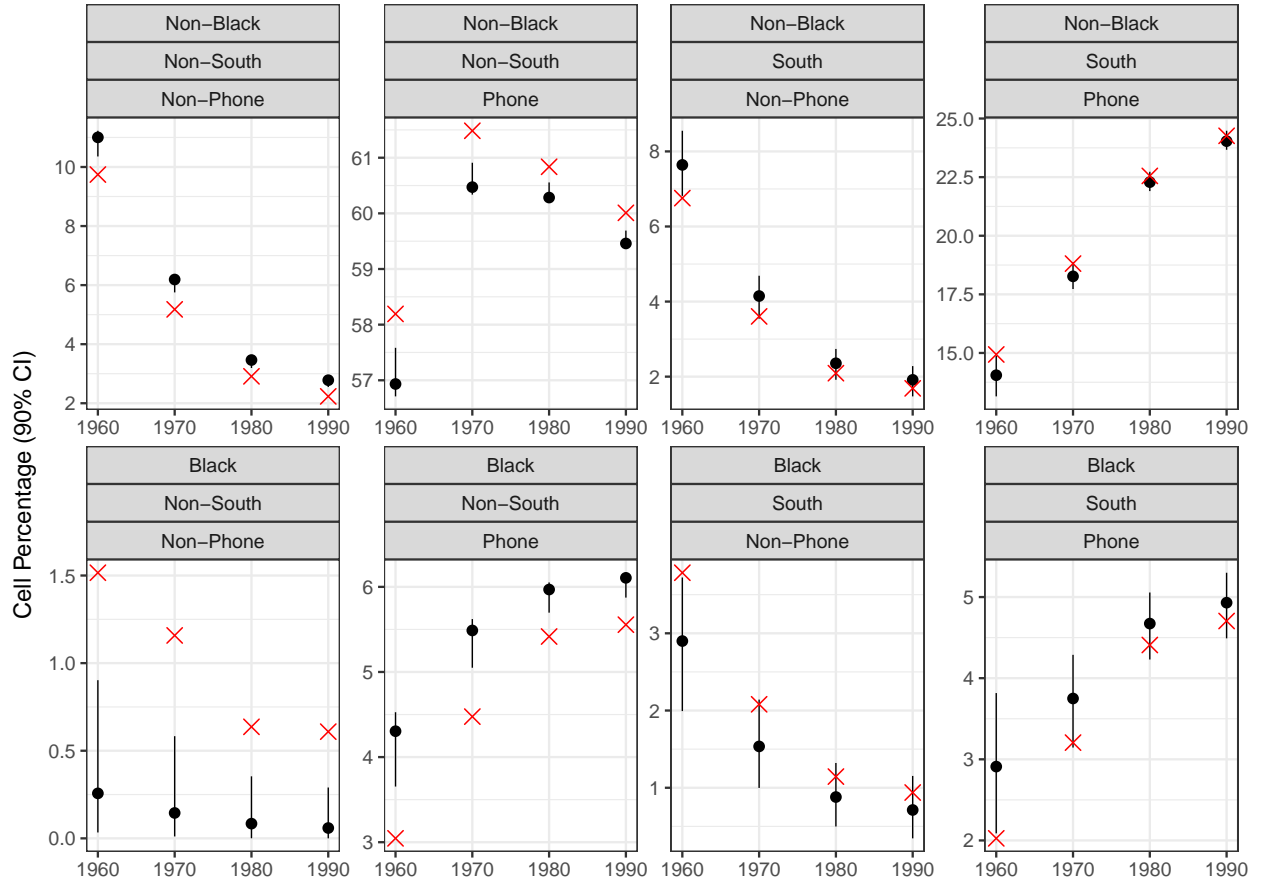 Non−Black
Non−South
Non−Phone
Non−Black
Non−South
Phone
Non−Black
South
Non−Phone
Non−Black
South
Phone
10
8
6
4
2
61
60
59
58
57
8
6
4
2
25.0
22.5
20.0
17.5
15.0
1960 1970 1980 1990
1960 1970 1980 1990
1960 1970 1980 1990
1960 1970 1980 1990
Cell Percentage (90% CI)
Black
Non−South
Non−Phone
Black
Non−South
Phone
Black
South
Non−Phone
Black
South
Phone
1.5
1.0
0.5
0.0
6
5
4
3
3
2
1
5
4
3
2
1960 1970 1980 1990
1960 1970 1980 1990
1960 1970 1980 1990
1960 1970 1980 1990